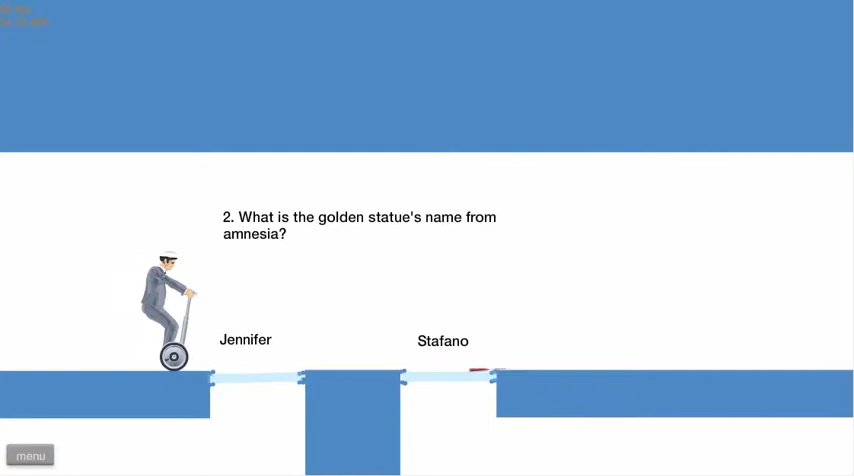 2. What is the golden statue's name from
amnesia?
Jennifer
Stafano
menu